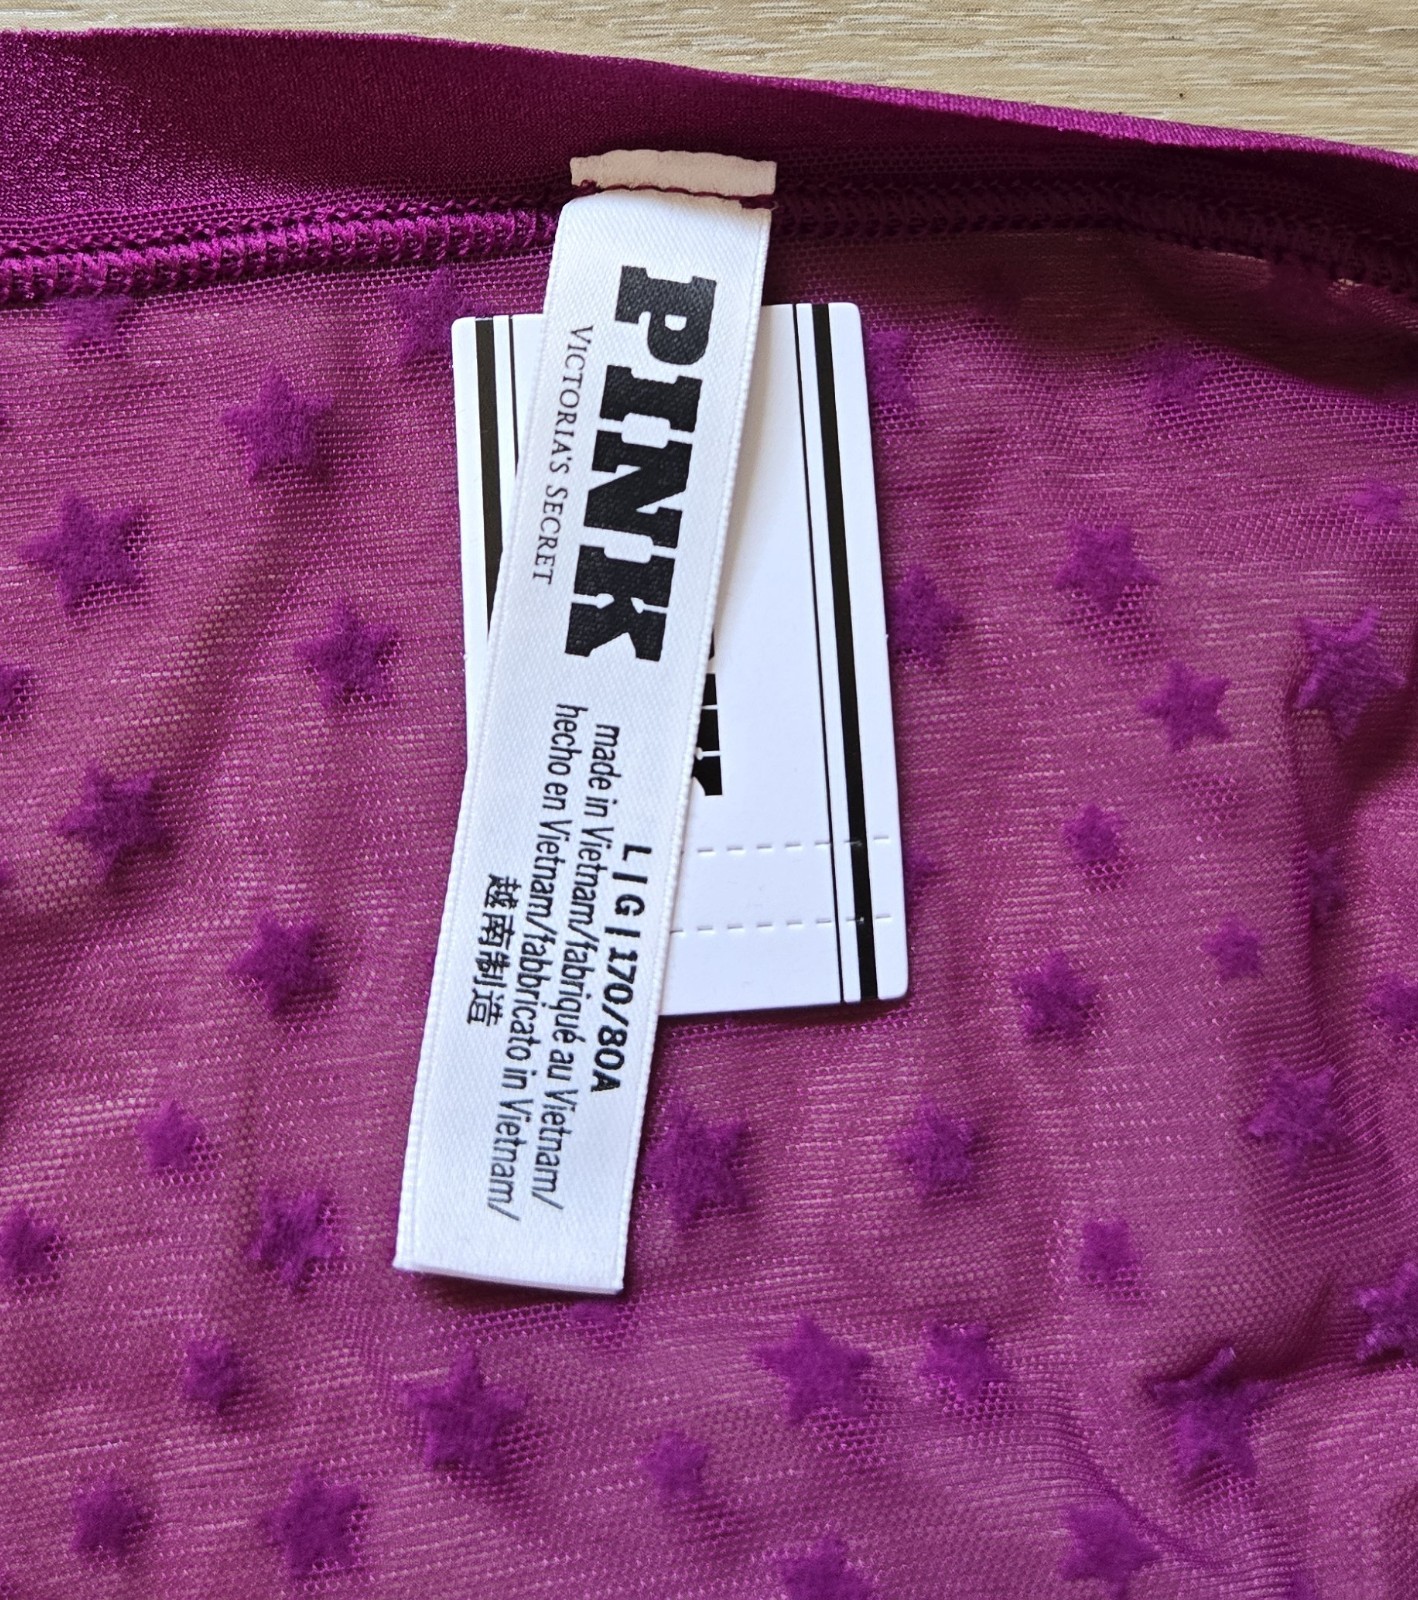 PINK
VICTORIA'S SECRET
L | G | 170/80A
made in Vietnam/fabriqué au Vietnam/
hecho en Vietnam/fabbricato in Vietnam/
越南制造